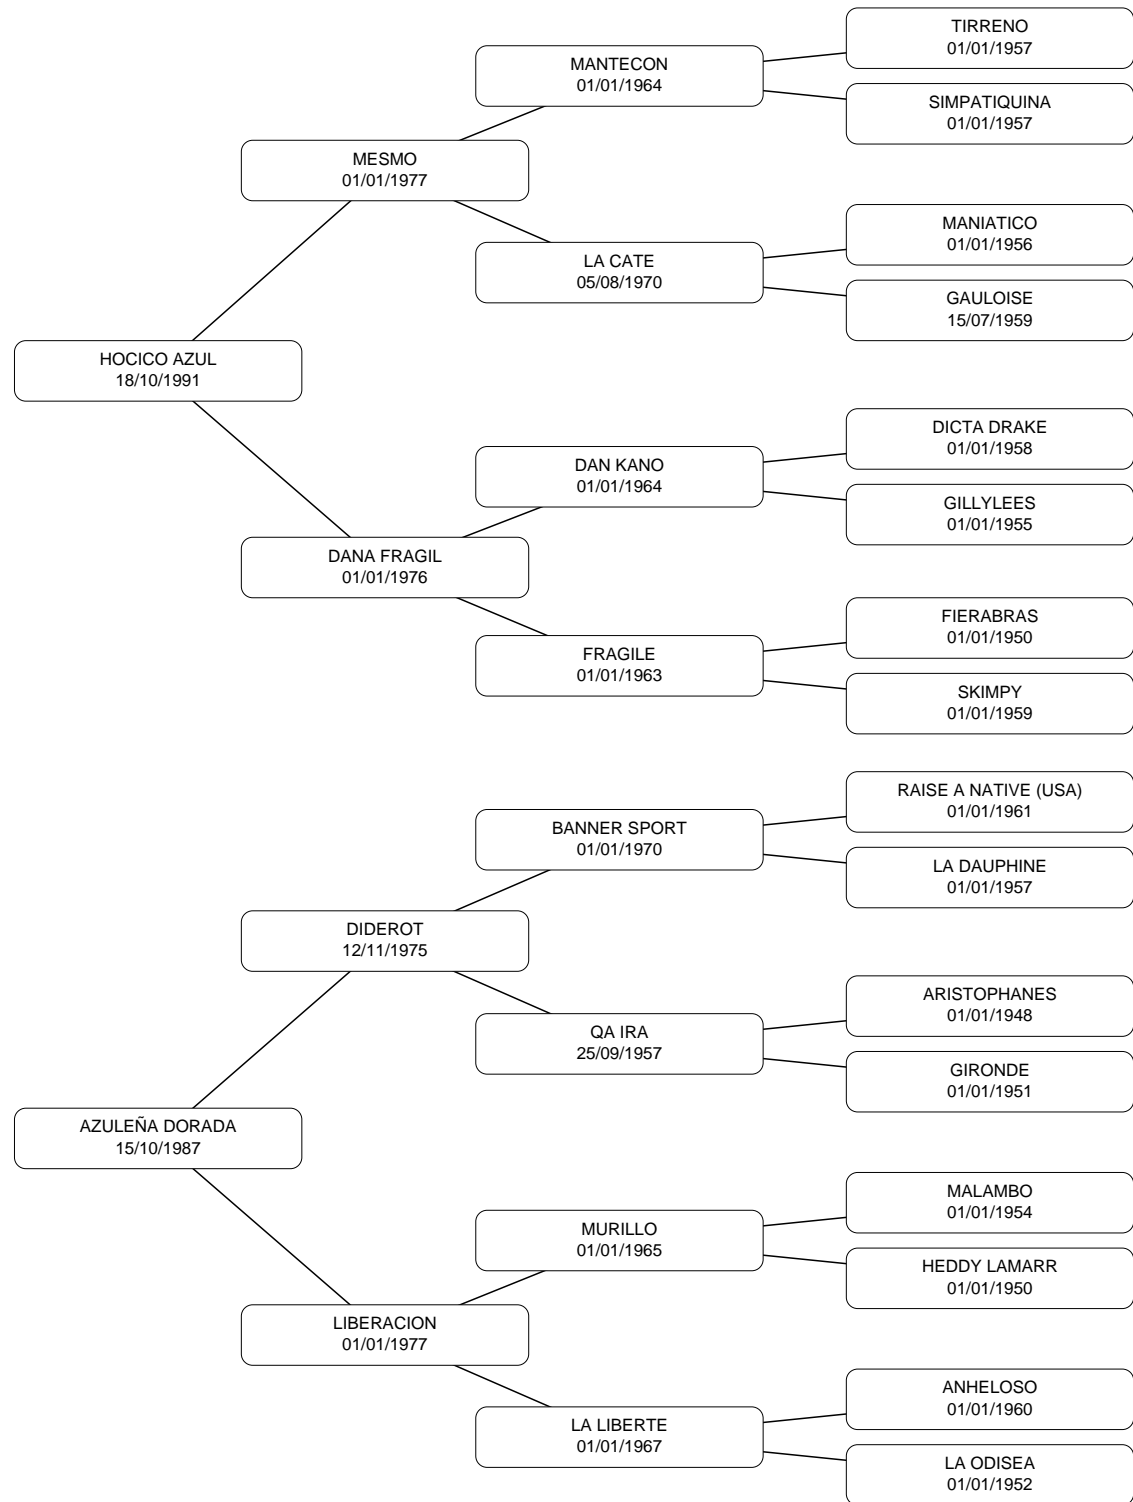 TIRRENO
01/01/1957
MANTECON
01/01/1964
SIMPATIQUINA
01/01/1957
MESMO
01/01/1977
MANIATICO
01/01/1956
LA CATE
05/08/1970
GAULOISE
15/07/1959
HOCICO AZUL
18/10/1991
DICTA DRAKE
01/01/1958
DAN KANO
01/01/1964
GILLYLEES
01/01/1955
DANA FRAGIL
01/01/1976
FIERABRAS
01/01/1950
FRAGILE
01/01/1963
SKIMPY
01/01/1959
RAISE A NATIVE (USA)
01/01/1961
BANNER SPORT
01/01/1970
LA DAUPHINE
01/01/1957
DIDEROT
12/11/1975
ARISTOPHANES
01/01/1948
QA IRA
25/09/1957
GIRONDE
01/01/1951
AZULEÑA DORADA
15/10/1987
MALAMBO
01/01/1954
MURILLO
01/01/1965
HEDDY LAMARR
01/01/1950
LIBERACION
01/01/1977
ANHELOSO
01/01/1960
LA LIBERTE
01/01/1967
LA ODISEA
01/01/1952